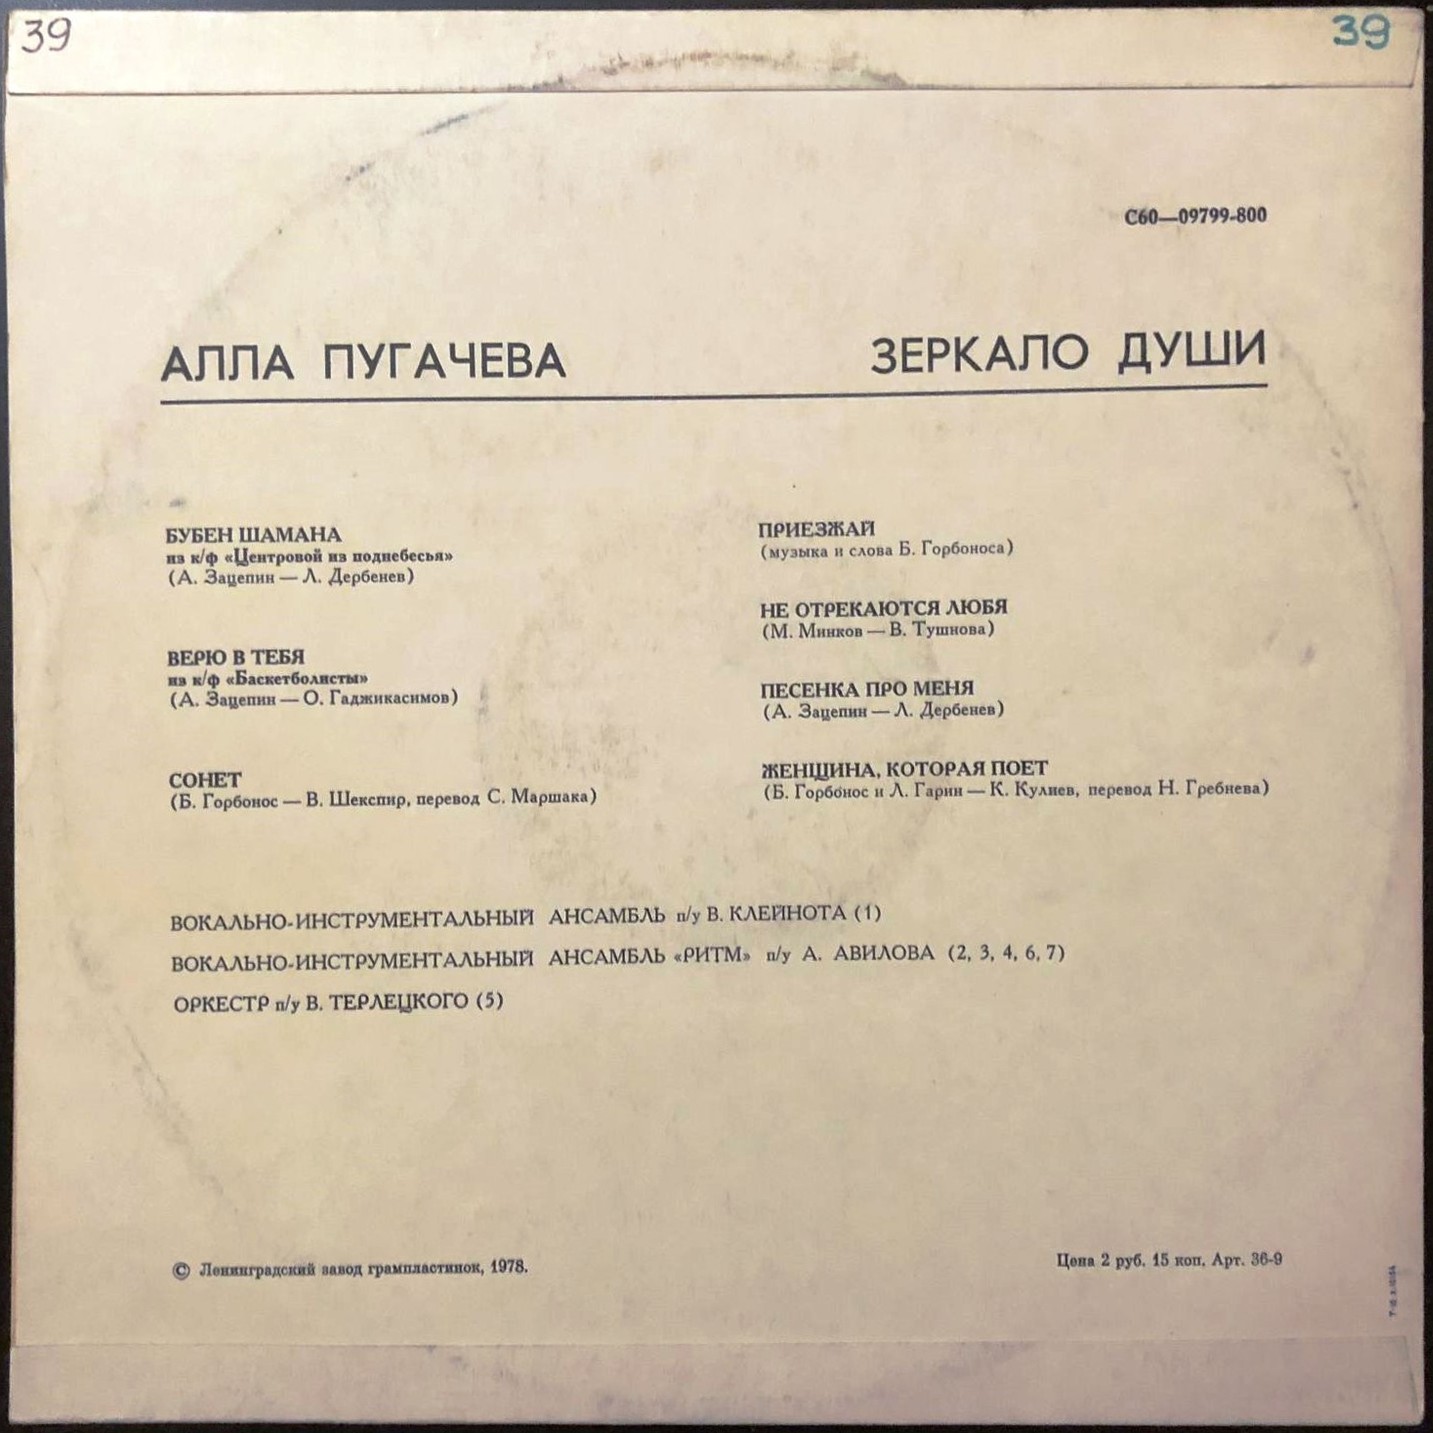 39
39
С60—09799-800
АЛЛА ПУГАЧЕВА
ЗЕРКАЛО ДУШИ
БУБЕН ШАМАНА
из к/ф «Центровой из поднебесья»
(А. Зацепин — Л. Дербенев)
ВЕРЮ В ТЕБЯ
из к/ф «Баскетболисты»
(А. Зацепин — О. Гаджикасимов)
СОНЕТ
(Б. Горбонос — В. Шекспир, перевод С. Маршака)
ПРИЕЗЖАЙ
(музыка и слова Б. Горбоноса)
НЕ ОТРЕКАЮТСЯ ЛЮБЯ
(М. Минков — В. Тушнова)
ПЕСЕНКА ПРО МЕНЯ
(А. Зацепин — Л. Дербенев)
ЖЕНЩИНА, КОТОРАЯ ПОЕТ
(Б. Горбонос и Л. Гарин — К. Кулиев, перевод Н. Гребнева)
ВОКАЛЬНО-ИНСТРУМЕНТАЛЬНЫЙ АНСАМБЛЬ п/у В. КЛЕЙНОТА (1)
ВОКАЛЬНО-ИНСТРУМЕНТАЛЬНЫЙ АНСАМБЛЬ «РИТМ» п/у А. АВИЛОВА (2, 3, 4, 6, 7)
ОРКЕСТР п/у В. ТЕРЛЕЦКОГО (5)
© Ленинградский завод грампластинок, 1978.
Цена 2 руб. 15 коп. Арт. 36-9